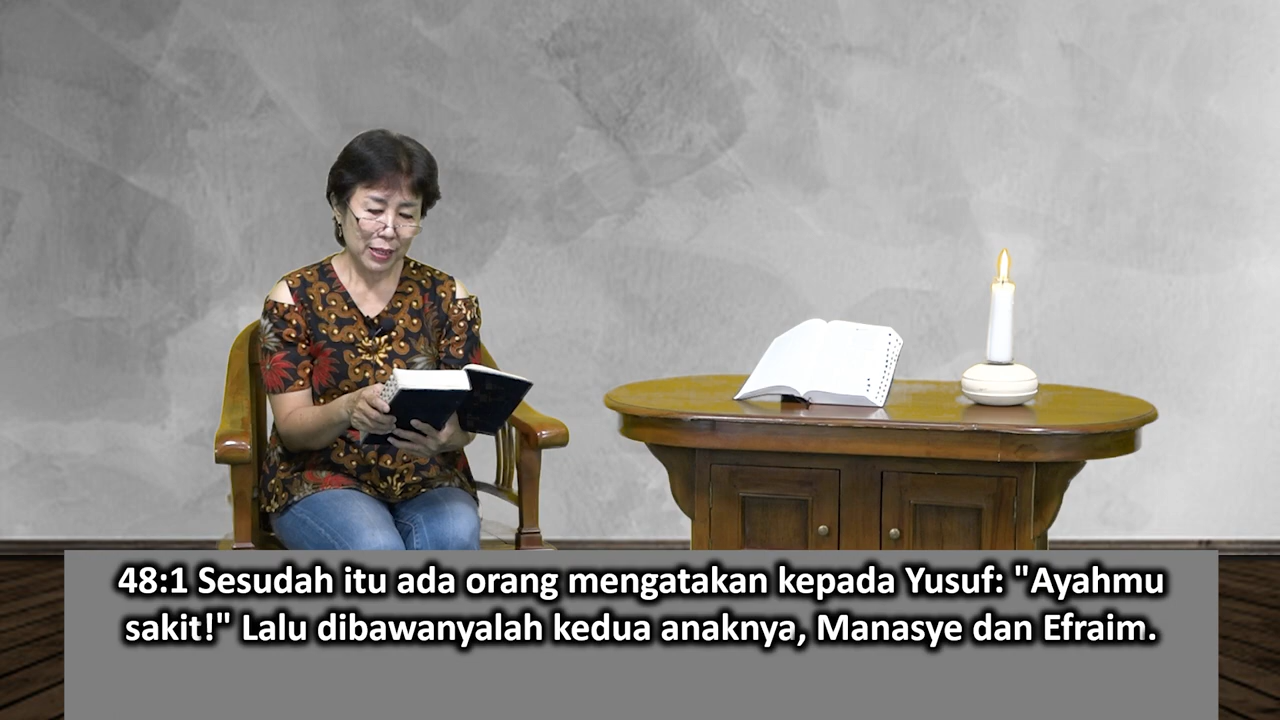 48:1 Sesudah itu ada orang mengatakan kepada Yusuf: "Ayahmu
sakit!" Lalu dibawanyalah kedua anaknya, Manasye dan Efraim.